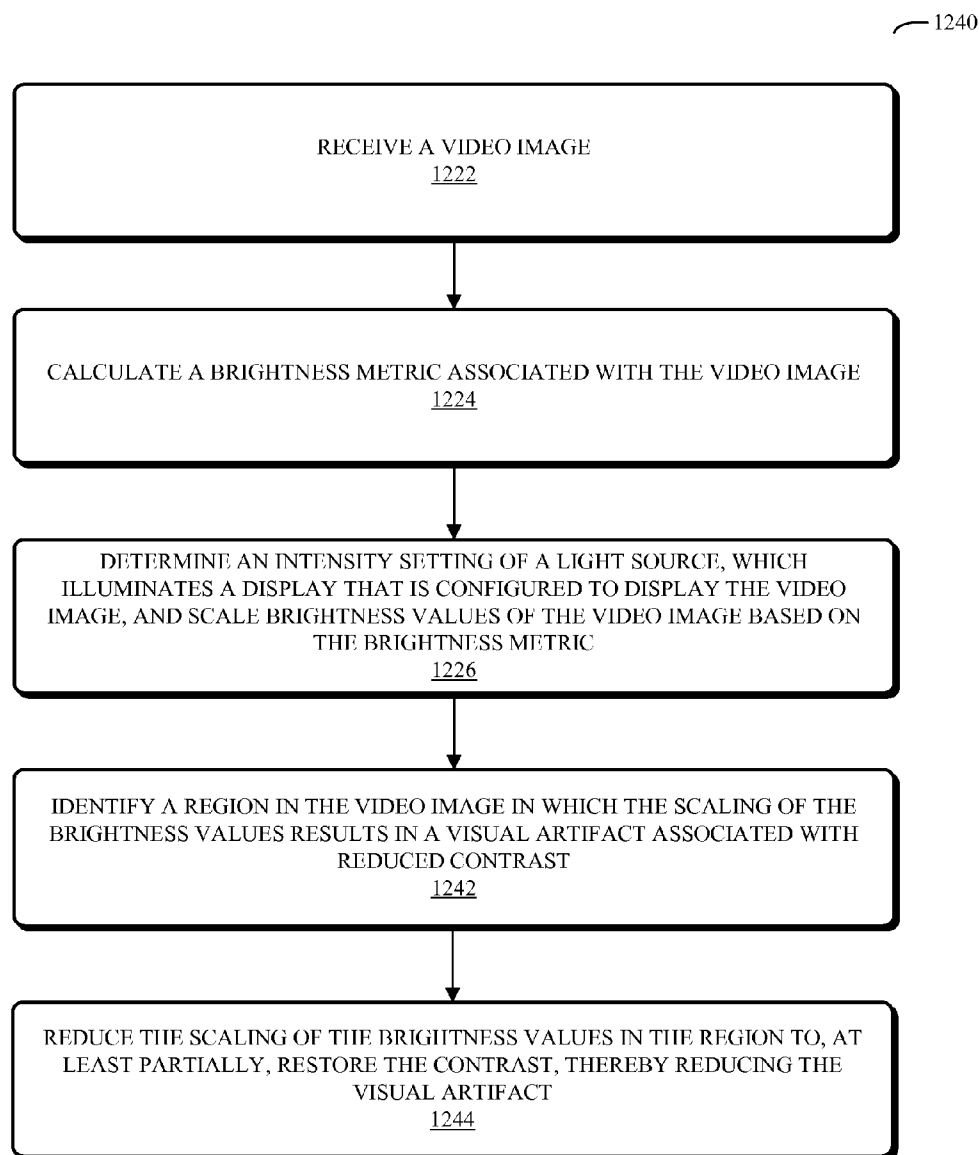 1240
RECEIVE A VIDEO IMAGE
1222
CALCULATE A BRIGHTNESS METRIC ASSOCIATED WITH THE VIDEO IMAGE
1224
DETERMINE AN INTENSITY SETTING OF A LIGHT SOURCE, WHICH
ILLUMINATES A DISPLAY THAT IS CONFIGURED TO DISPLAY THE VIDEO
IMAGE, AND SCALE BRIGHTNESS VALUES OF THE VIDEO IMAGE BASED ON
THE BRIGHTNESS METRIC
1226
IDENTIFY A REGION IN THE VIDEO IMAGE IN WHICH THE SCALING OF THE
BRIGHTNESS VALUES RESULTS IN A VISUAL ARTIFACT ASSOCIATED WITH
REDUCED CONTRAST
1242
REDUCE THE SCALING OF THE BRIGHTNESS VALUES IN THE REGION TO, AT
LEAST PARTIALLY, RESTORE THE CONTRAST, THEREBY REDUCING THE
VISUAL ARTIFACT
1244